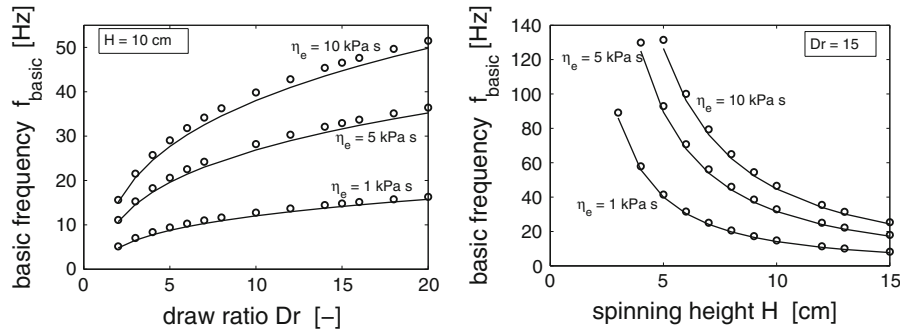 basic frequency f_basic [Hz]
50
40
30
20
10
0
H = 10 cm
η_e = 10 kPa s
η_e = 5 kPa s
η_e = 1 kPa s
0 5 10 15 20
draw ratio Dr [−]
basic frequency f_basic [Hz]
140
120
100
80
60
40
20
0
Dr = 15
η_e = 5 kPa s
η_e = 10 kPa s
η_e = 1 kPa s
0 5 10 15
spinning height H [cm]